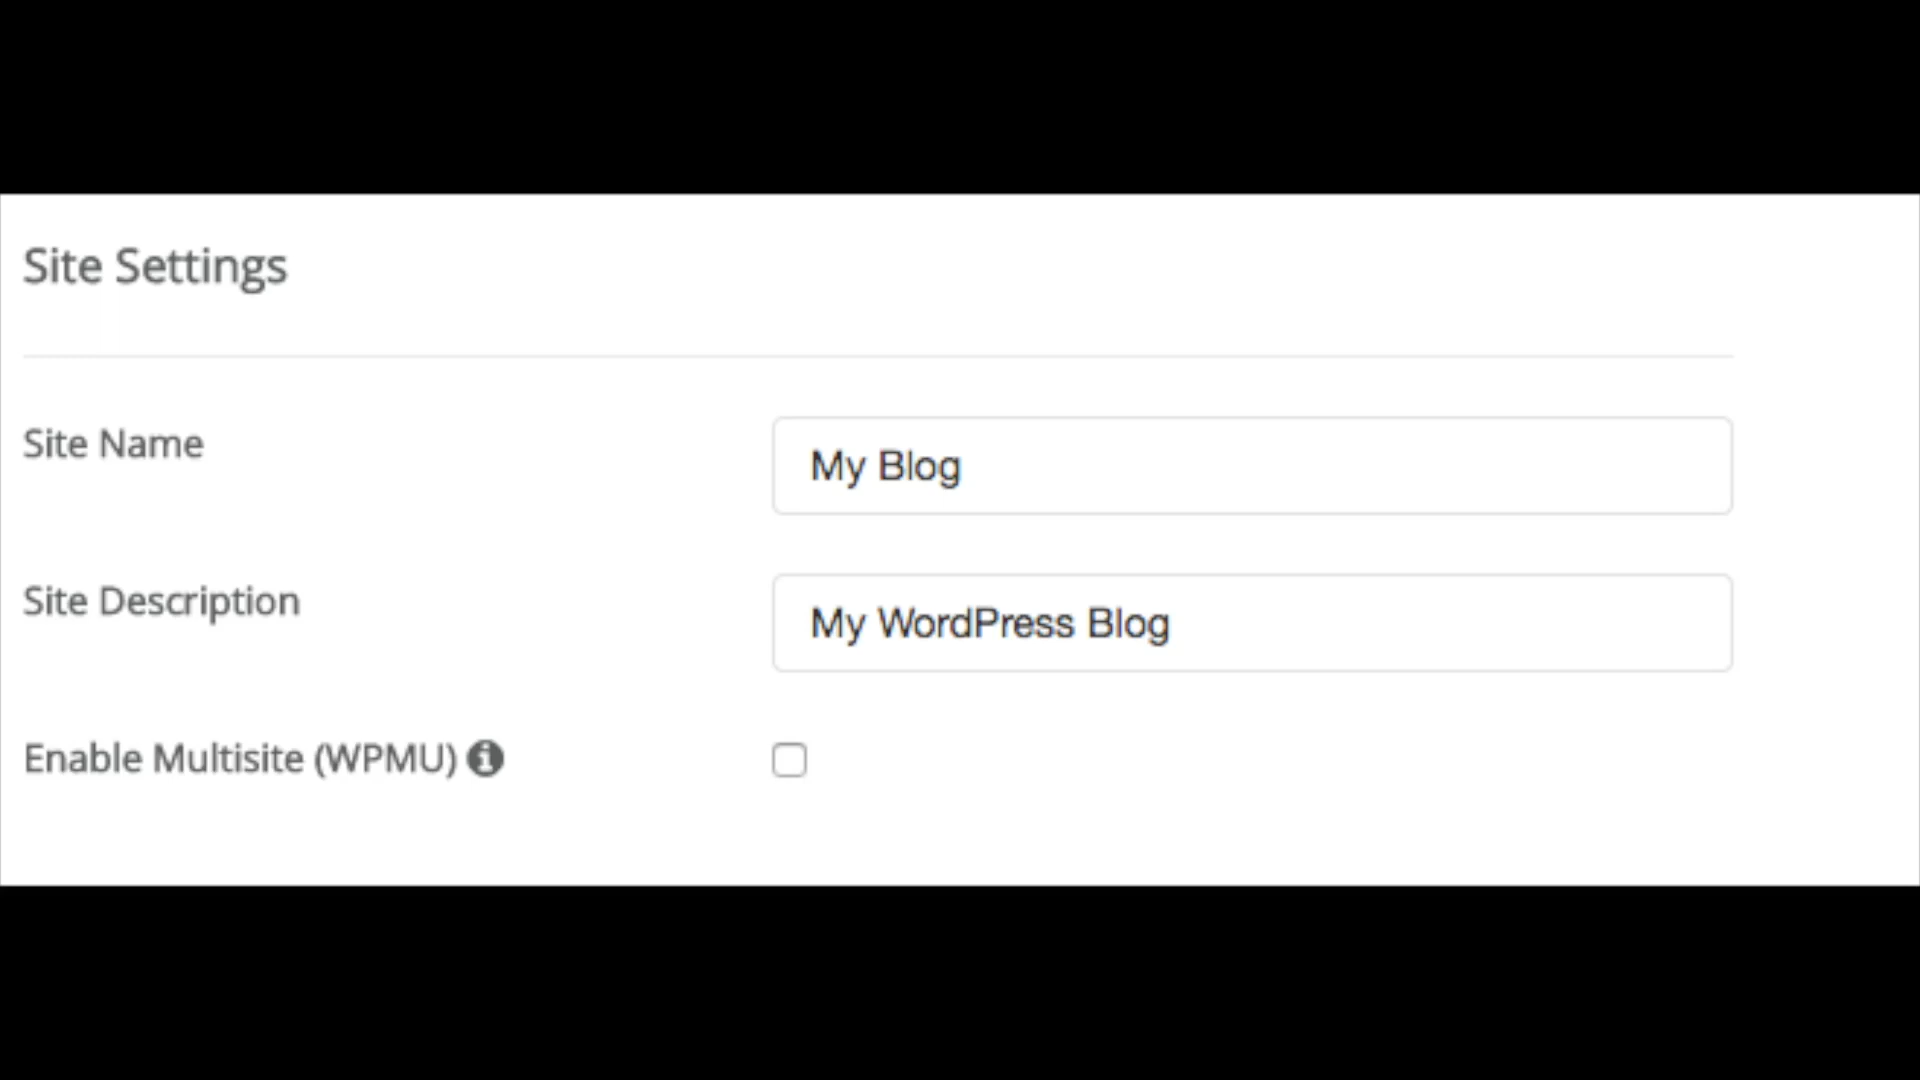 Site Settings
Site Name
My Blog
Site Description
My WordPress Blog
Enable Multisite (WPMU)